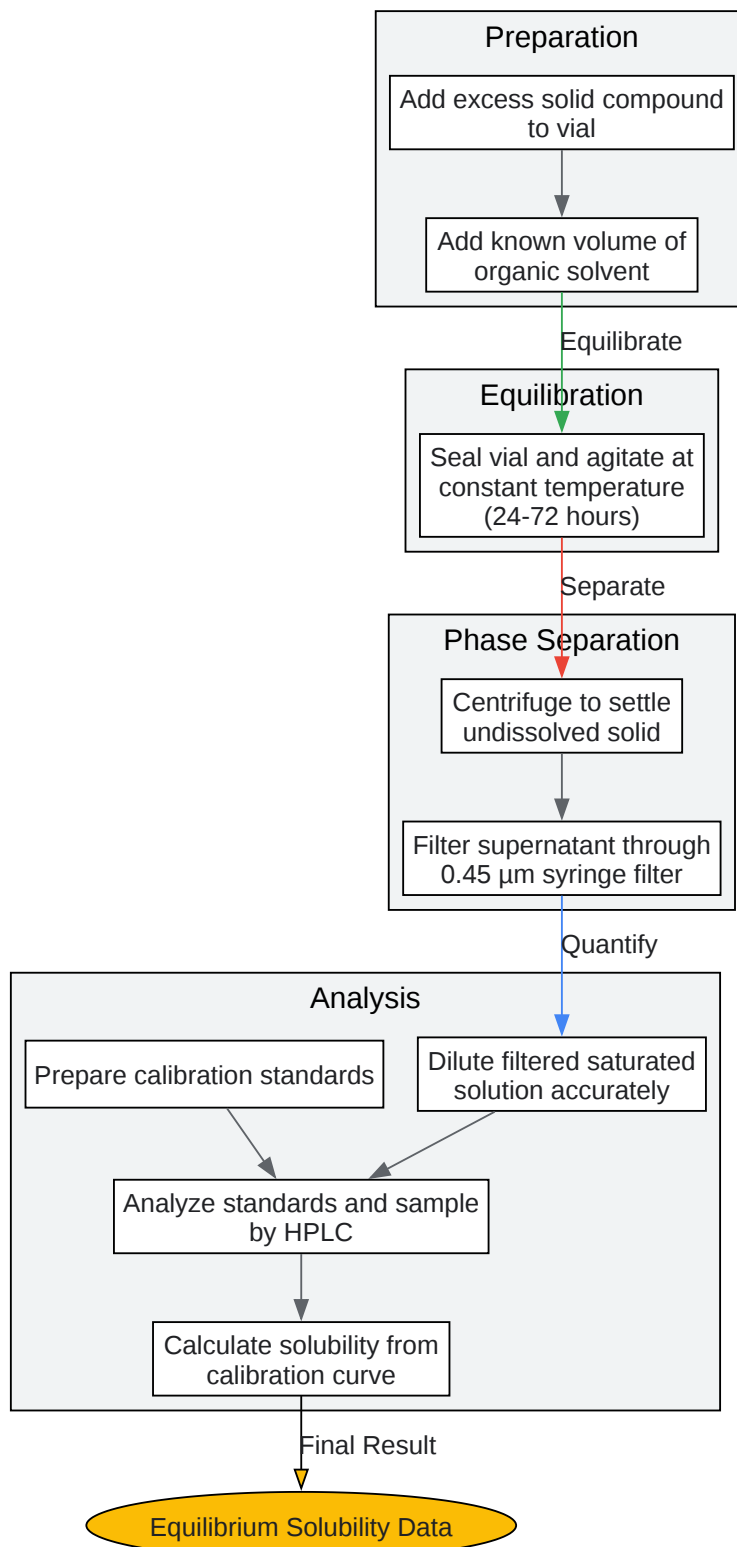 Preparation
Add excess solid compound
to vial
Add known volume of
organic solvent
Equilibrate
Equilibration
Seal vial and agitate at
constant temperature
(24-72 hours)
Separate
Phase Separation
Centrifuge to settle
undissolved solid
Filter supernatant through
0.45 µm syringe filter
Quantify
Analysis
Prepare calibration standards
Dilute filtered saturated
solution accurately
Analyze standards and sample
by HPLC
Calculate solubility from
calibration curve
Final Result
Equilibrium Solubility Data